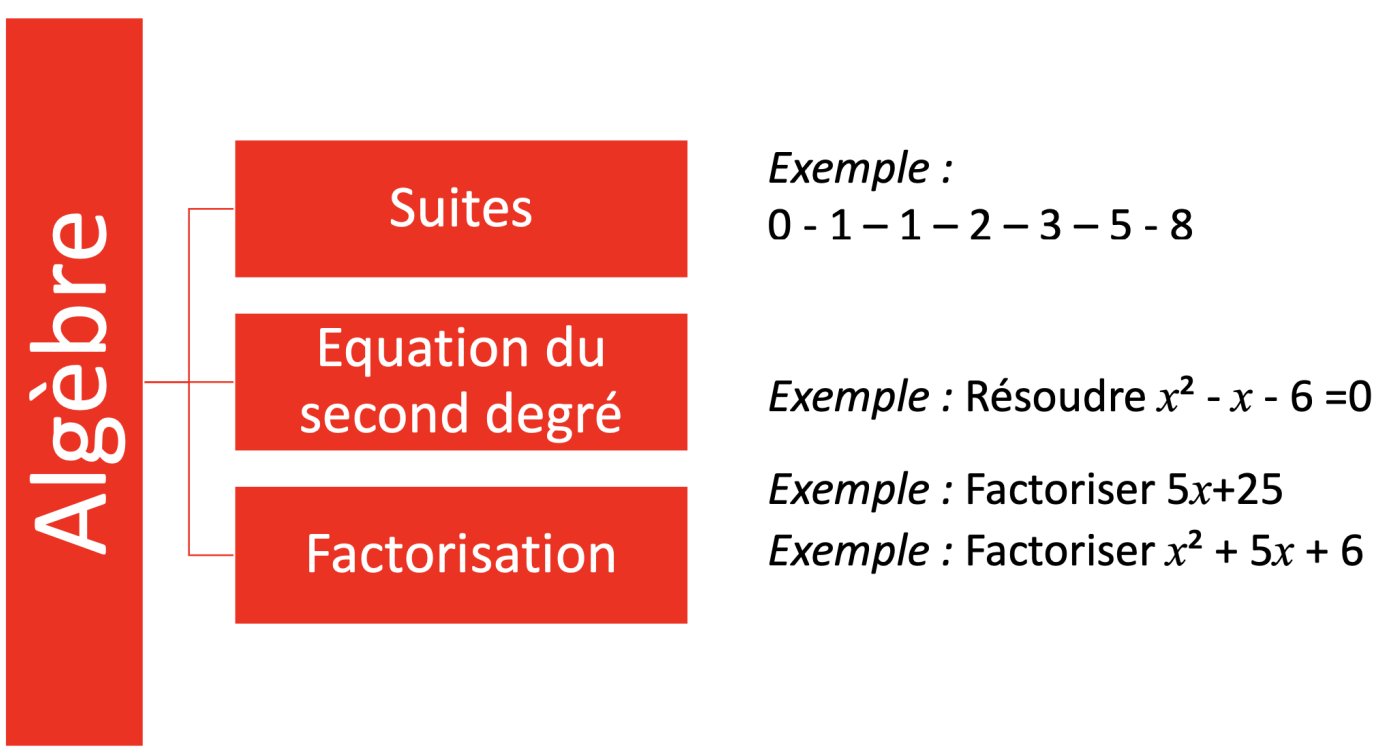 Algèbre
Suites
Exemple :
0 - 1 – 1 – 2 – 3 – 5 - 8
Equation du
second degré
Exemple : Résoudre x² - x - 6 =0
Factorisation
Exemple : Factoriser 5x+25
Exemple : Factoriser x² + 5x + 6